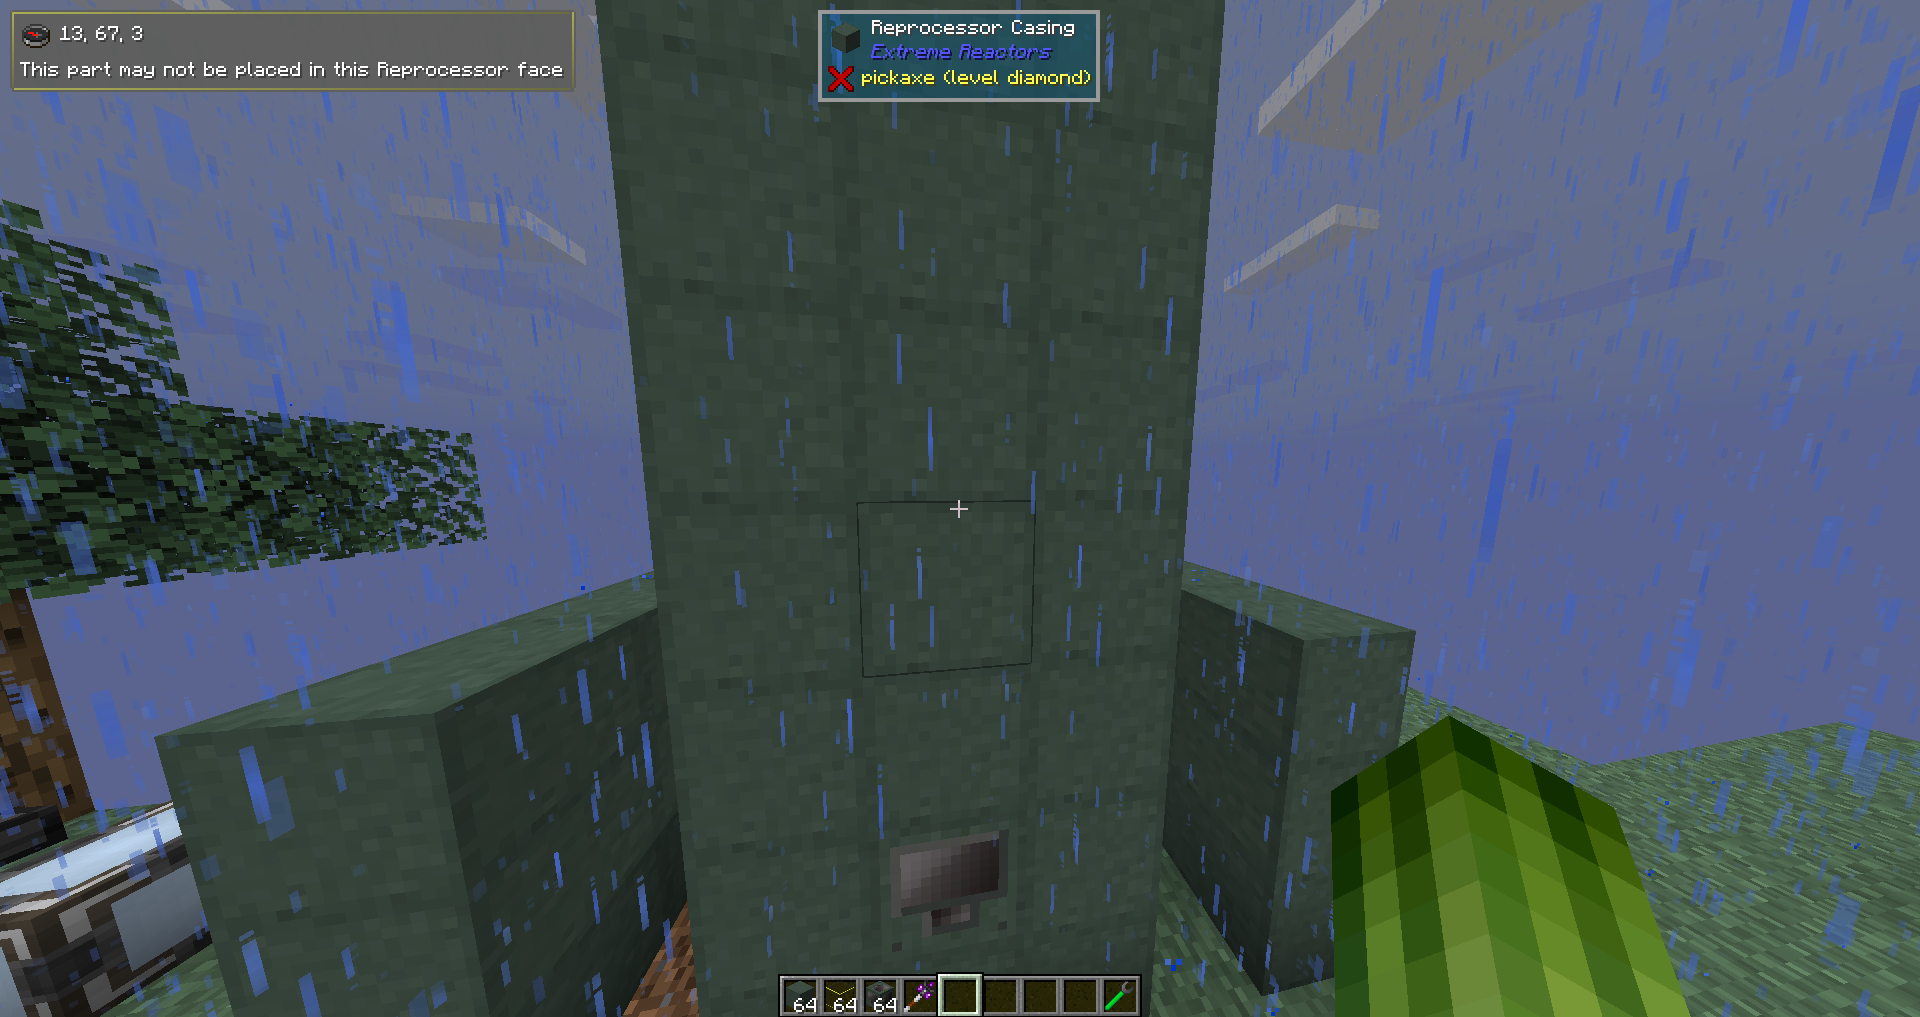 13, 67, 3
This part may not be placed in this Reprocessor face
Reprocessor Casing
Extreme Reactors
pickaxe (level diamond)
64 64 64